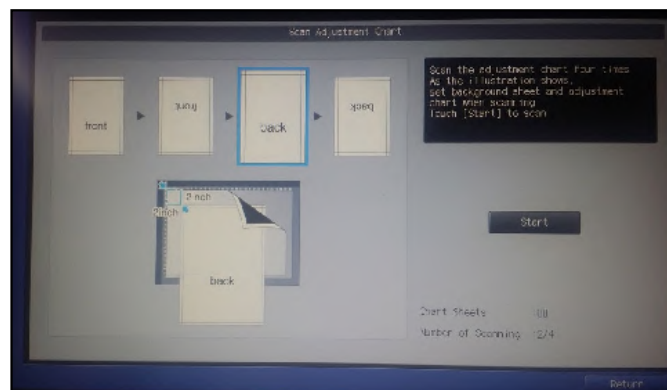 Scan Adjustment Chart
front
front
back
back
Scan the adjustment chart four times
As the illustration shows,
set background sheet and adjustment
chart when scanning
Touch [Start] to scan
2 inch
2inch
back
Start
Chart Sheets
Number of Scanning 2/4
Return